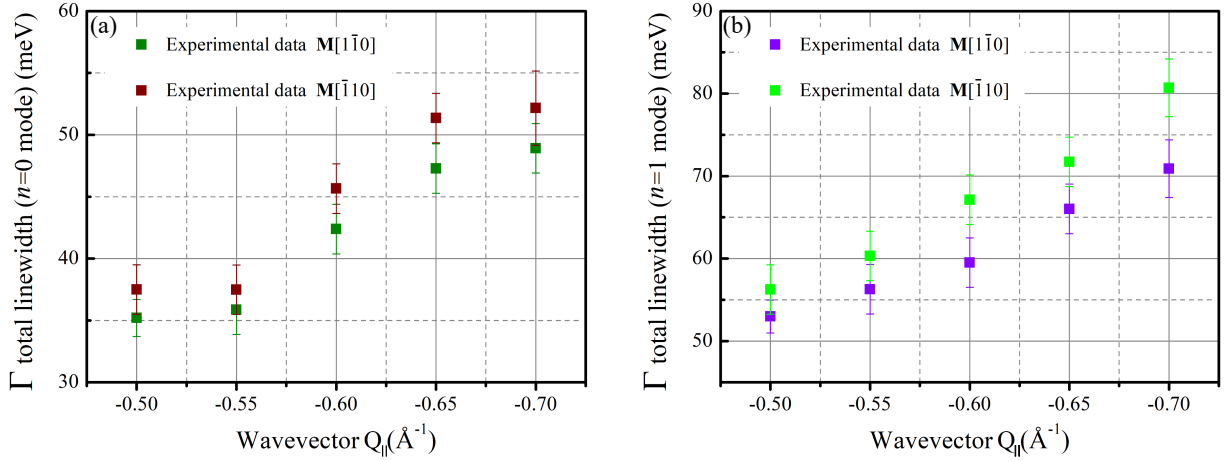 (a)
Experimental data M[11̄0]
Experimental data M[1̄10]
Γ total linewidth (n=0 mode) (meV)
60
50
40
30
-0.50
-0.55
-0.60
-0.65
-0.70
Wavevector Q||(Å-1)
(b)
Experimental data M[11̄0]
Experimental data M[1̄10]
Γ total linewidth (n=1 mode) (meV)
90
80
70
60
50
-0.50
-0.55
-0.60
-0.65
-0.70
Wavevector Q||(Å-1)